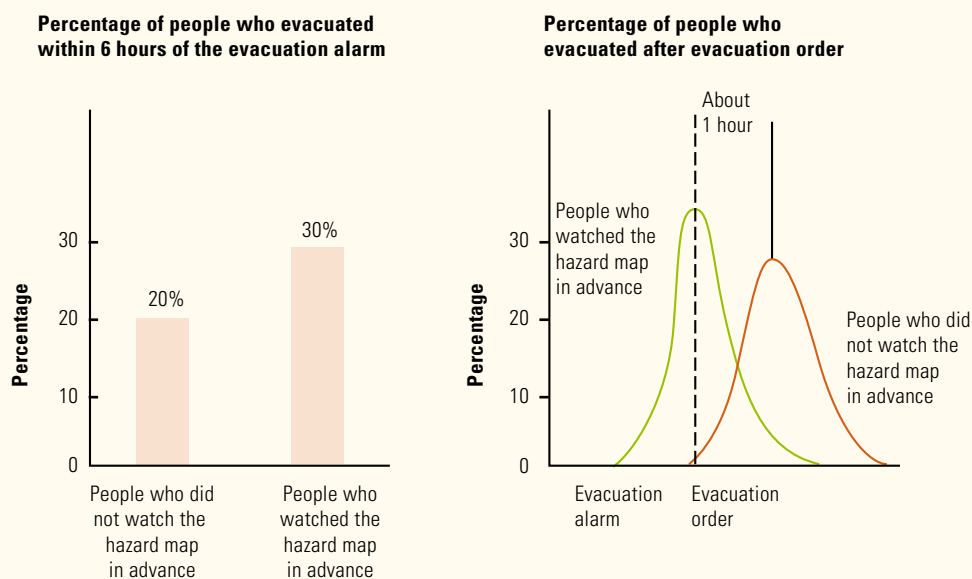 Percentage of people who evacuated
within 6 hours of the evacuation alarm
Percentage
30
20
10
0
20%
30%
People who did
not watch the
hazard map
in advance
People who
watched the
hazard map
in advance
Percentage of people who
evacuated after evacuation order
Percentage
30
20
10
0
About
1 hour
People who
watched the
hazard map
in advance
People who did
not watch the
hazard map
in advance
Evacuation
alarm
Evacuation
order